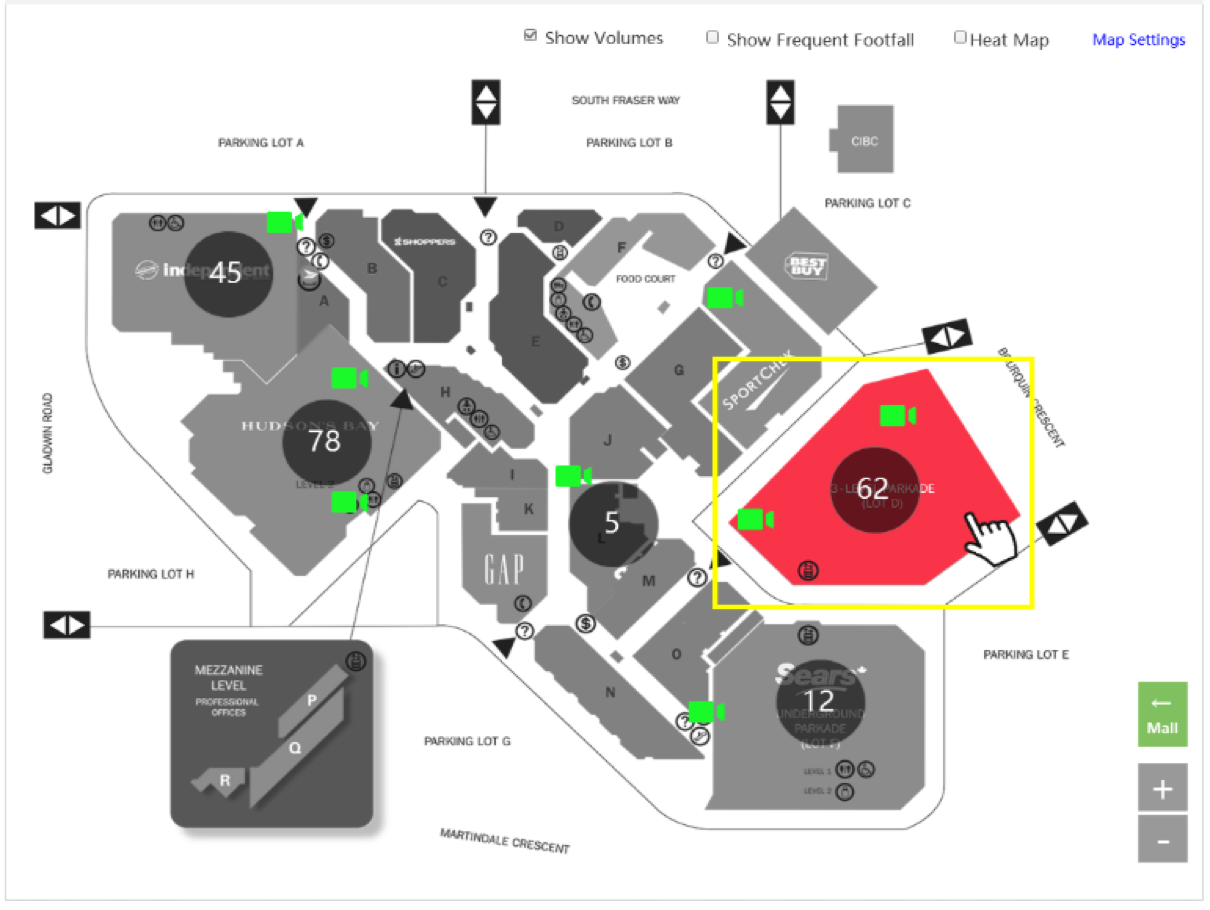 Show Volumes
Show Frequent Footfall
Heat Map
Map Settings
SOUTH FRASER WAY
PARKING LOT A
PARKING LOT B
CIBC
PARKING LOT C
independent
45
A
B
SHOPPERS
C
D
E
F
FOOD COURT
BEST
BUY
G
SPORTCHEK
BOURQUIN CRESCENT
GLADWIN ROAD
HUDSON'S BAY
78
LEVEL 2
H
I
J
K
L
5
GAP
M
3 - LEVEL PARKADE
62
(LOT D)
PARKING LOT H
N
O
PARKING LOT E
Sears
12
UNDERGROUND
PARKADE
(LOT F)
LEVEL 1
LEVEL 2
MEZZANINE
LEVEL
PROFESSIONAL
OFFICES
P
Q
R
PARKING LOT G
MARTINDALE CRESCENT
←
Mall
+
-